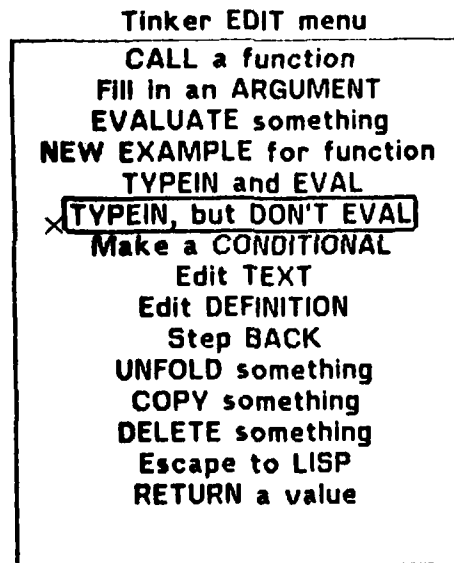 Tinker EDIT menu
CALL a function
Fill in an ARGUMENT
EVALUATE something
NEW EXAMPLE for function
TYPEIN and EVAL
TYPEIN, but DON'T EVAL
Make a CONDITIONAL
Edit TEXT
Edit DEFINITION
Step BACK
UNFOLD something
COPY something
DELETE something
Escape to LISP
RETURN a value